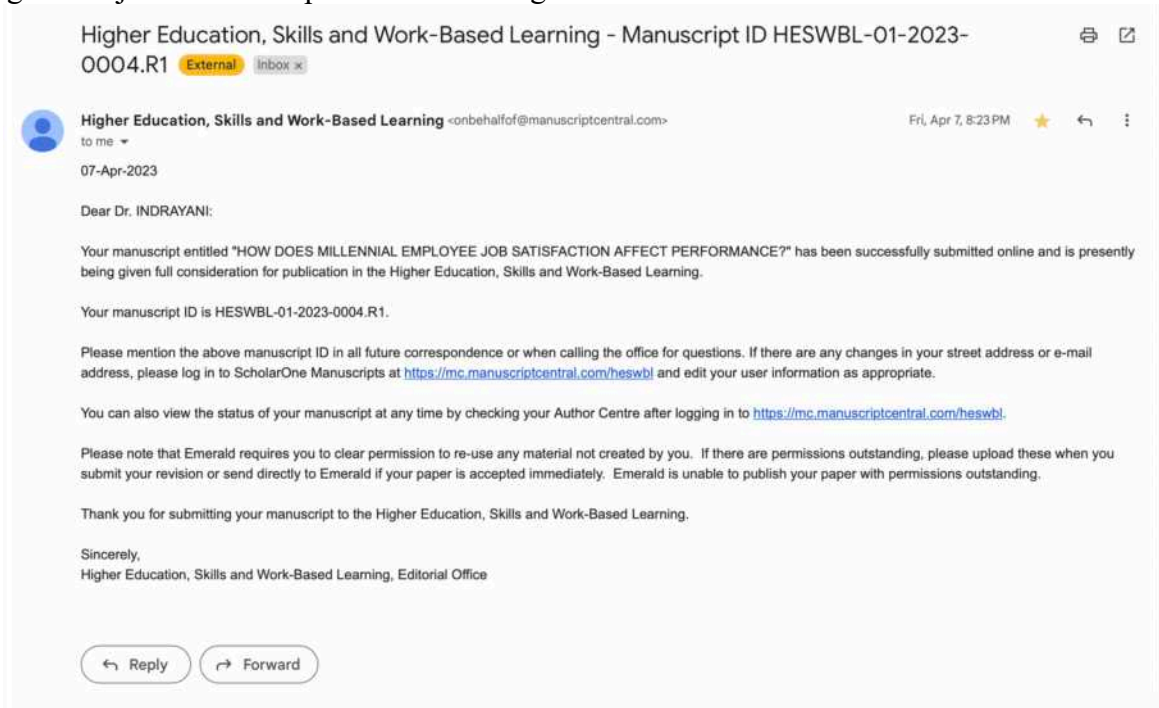 Higher Education, Skills and Work-Based Learning - Manuscript ID HESWBL-01-2023-
0004.R1 External Inbox ×
Higher Education, Skills and Work-Based Learning <onbehalfof@manuscriptcentral.com> Fri, Apr 7, 8:23 PM
to me
07-Apr-2023
Dear Dr. INDRAYANI:
Your manuscript entitled "HOW DOES MILLENNIAL EMPLOYEE JOB SATISFACTION AFFECT PERFORMANCE?" has been successfully submitted online and is presently
being given full consideration for publication in the Higher Education, Skills and Work-Based Learning.
Your manuscript ID is HESWBL-01-2023-0004.R1.
Please mention the above manuscript ID in all future correspondence or when calling the office for questions. If there are any changes in your street address or e-mail
address, please log in to ScholarOne Manuscripts at https://mc.manuscriptcentral.com/heswbl and edit your user information as appropriate.
You can also view the status of your manuscript at any time by checking your Author Centre after logging in to https://mc.manuscriptcentral.com/heswbl.
Please note that Emerald requires you to clear permission to re-use any material not created by you. If there are permissions outstanding, please upload these when you
submit your revision or send directly to Emerald if your paper is accepted immediately. Emerald is unable to publish your paper with permissions outstanding.
Thank you for submitting your manuscript to the Higher Education, Skills and Work-Based Learning.
Sincerely,
Higher Education, Skills and Work-Based Learning, Editorial Office
Reply Forward